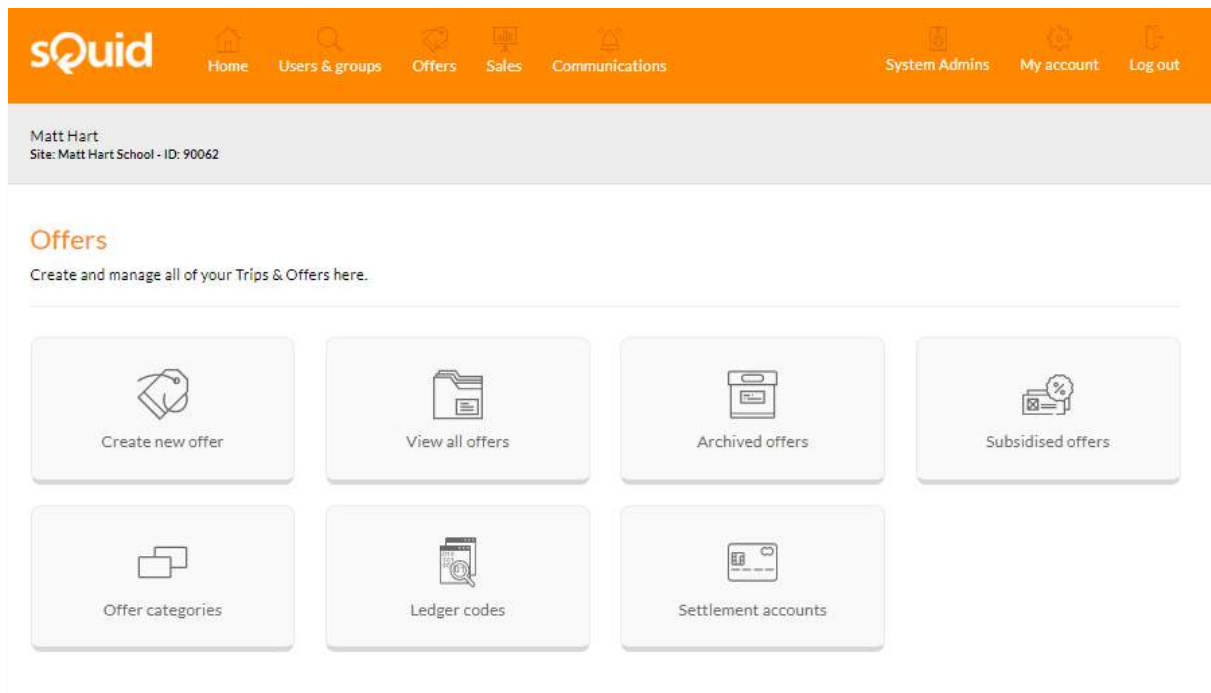 sQuid
Home Users & groups Offers Sales Communications System Admins My account Log out
Matt Hart
Site: Matt Hart School - ID: 90062
Offers
Create and manage all of your Trips & Offers here.
Create new offer View all offers Archived offers Subsidised offers
Offer categories Ledger codes Settlement accounts